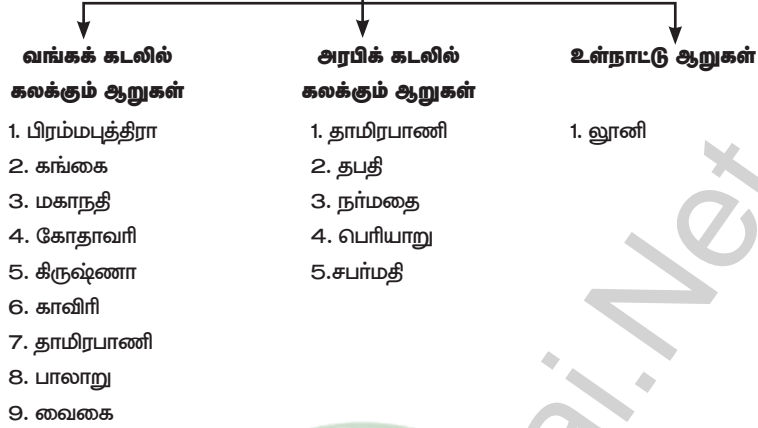 வங்கக் கடலில்
கலக்கும் ஆறுகள்
1. பிரம்மபுத்திரா
2. கங்கை
3. மகாநதி
4. கோதாவரி
5. கிருஷ்ணா
6. காவிரி
7. தாமிரபாணி
8. பாலாறு
9. வைகை
அரபிக் கடலில்
கலக்கும் ஆறுகள்
1. தாமிரபாணி
2. தபதி
3. நர்மதை
4. பெரியாறு
5.சபர்மதி
உள்நாட்டு ஆறுகள்
1. லூனி
ai.Net